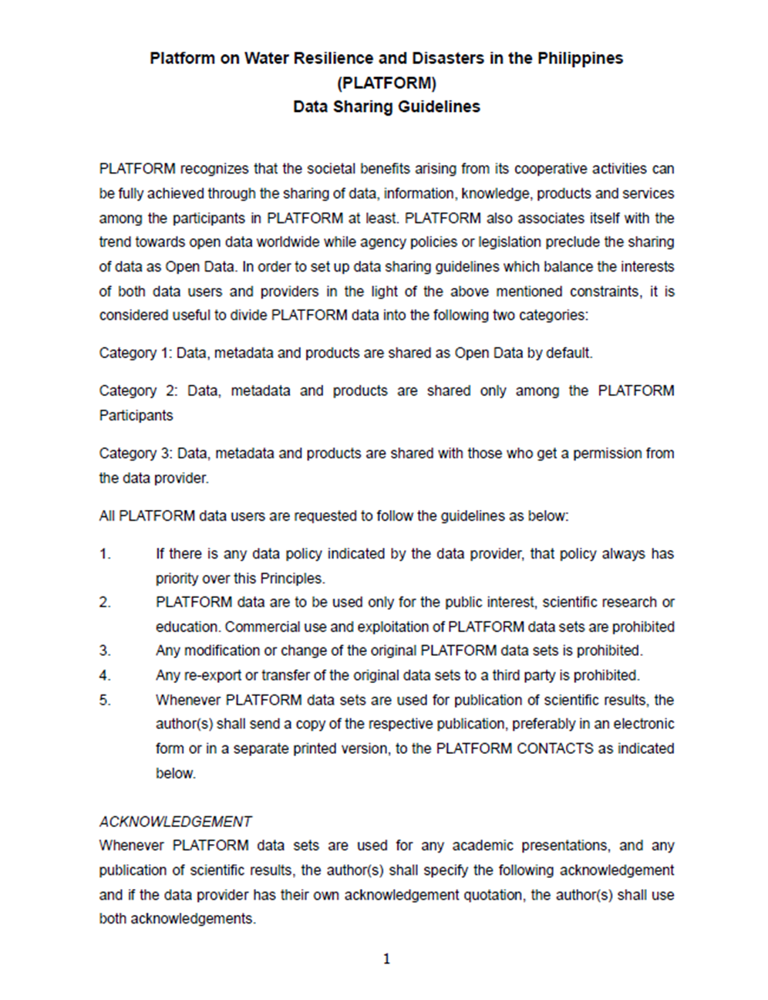 Platform on Water Resilience and Disasters in the Philippines
(PLATFORM)
Data Sharing Guidelines
PLATFORM recognizes that the societal benefits arising from its cooperative activities can
be fully achieved through the sharing of data, information, knowledge, products and services
among the participants in PLATFORM at least. PLATFORM also associates itself with the
trend towards open data worldwide while agency policies or legislation preclude the sharing
of data as Open Data. In order to set up data sharing guidelines which balance the interests
of both data users and providers in the light of the above mentioned constraints, it is
considered useful to divide PLATFORM data into the following two categories:
Category 1: Data, metadata and products are shared as Open Data by default.
Category 2: Data, metadata and products are shared only among the PLATFORM
Participants
Category 3: Data, metadata and products are shared with those who get a permission from
the data provider.
All PLATFORM data users are requested to follow the guidelines as below:
1. If there is any data policy indicated by the data provider, that policy always has
priority over this Principles.
2. PLATFORM data are to be used only for the public interest, scientific research or
education. Commercial use and exploitation of PLATFORM data sets are prohibited
3. Any modification or change of the original PLATFORM data sets is prohibited.
4. Any re-export or transfer of the original data sets to a third party is prohibited.
5. Whenever PLATFORM data sets are used for publication of scientific results, the
author(s) shall send a copy of the respective publication, preferably in an electronic
form or in a separate printed version, to the PLATFORM CONTACTS as indicated
below.
ACKNOWLEDGEMENT
Whenever PLATFORM data sets are used for any academic presentations, and any
publication of scientific results, the author(s) shall specify the following acknowledgement
and if the data provider has their own acknowledgement quotation, the author(s) shall use
both acknowledgements.
1